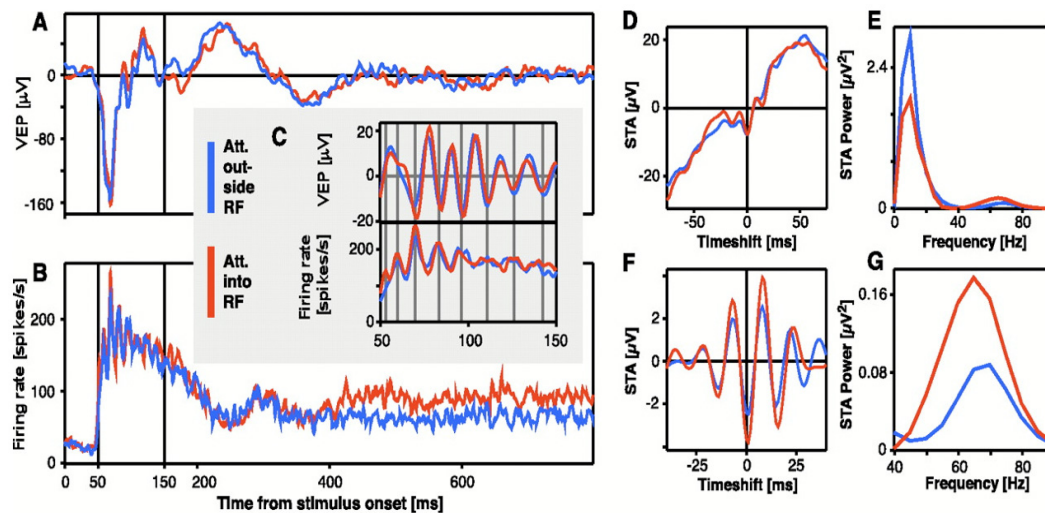 A
VEP [µV]
0
-80
-160
Att.
out-
side
RF
Att.
into
RF
B
Firing rate [spikes/s]
200
100
0
0
50
150
200
400
600
Time from stimulus onset [ms]
C
VEP [µV]
20
0
-20
Firing rate
[spikes/s]
200
50
100
150
D
STA [µV]
20
0
-20
-50
0
50
Timeshift [ms]
E
STA Power [µV²]
2.4
0
0
40
80
Frequency [Hz]
F
STA [µV]
2
0
-2
-25
0
25
Timeshift [ms]
G
STA Power [µV²]
0.16
0.08
0
40
60
80
Frequency [Hz]